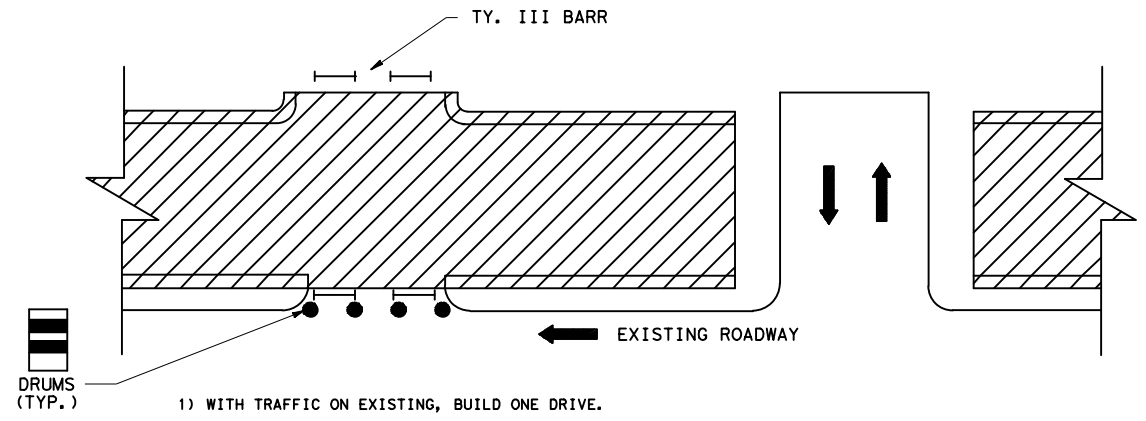 TY. III BARR
EXISTING ROADWAY
DRUMS
(TYP.)
1) WITH TRAFFIC ON EXISTING, BUILD ONE DRIVE.